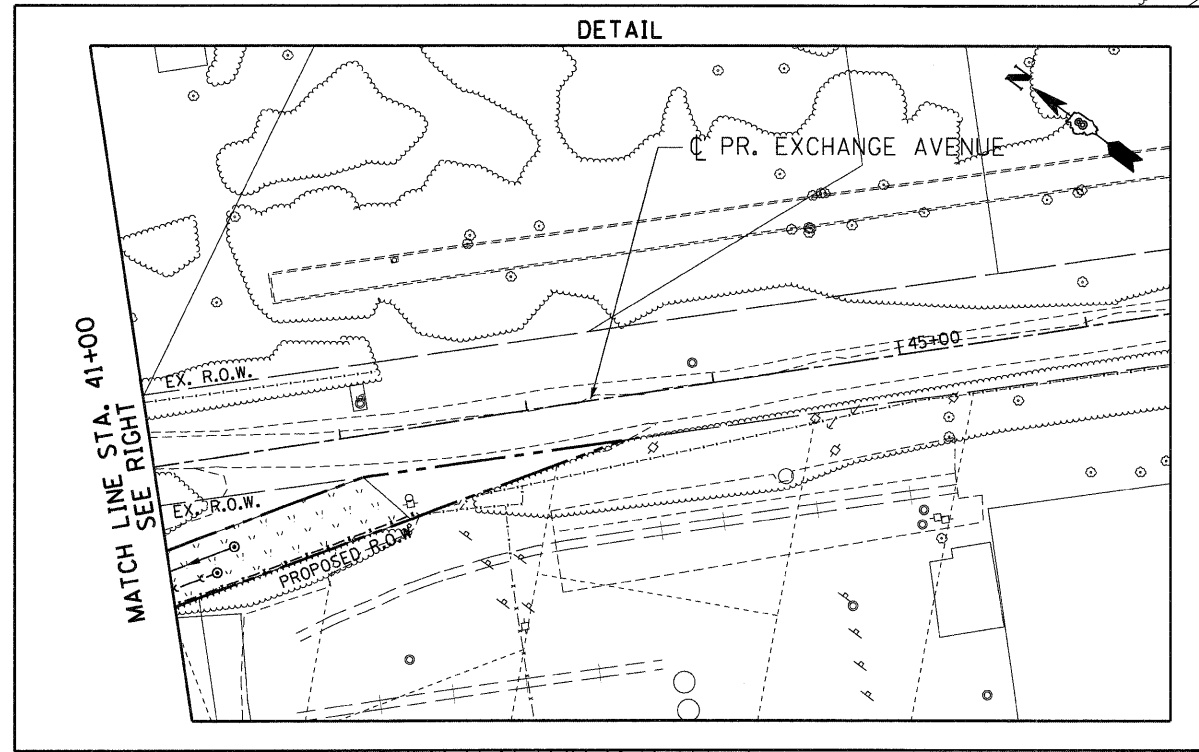 DETAIL
N
℄ PR. EXCHANGE AVENUE
MATCH LINE STA. 41+00
SEE RIGHT
45+00
EX. R.O.W.
EX. R.O.W.
PROPOSED R.O.W.